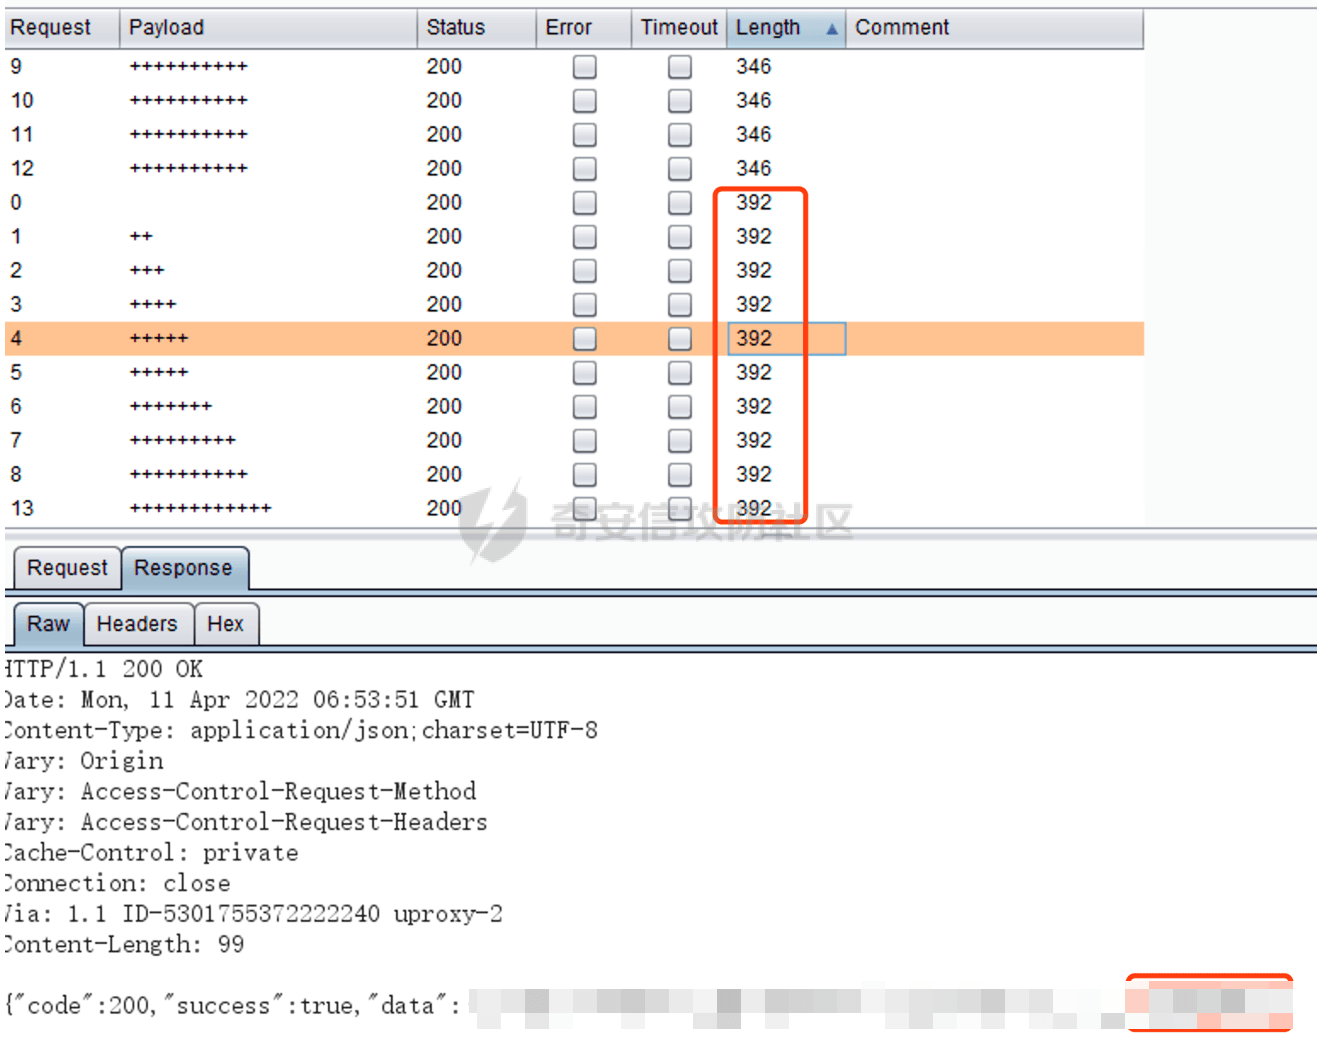 Request Payload Status Error Timeout Length Comment
9 ++++++++++ 200 346
10 ++++++++++ 200 346
11 ++++++++++ 200 346
12 ++++++++++ 200 346
0 200 392
1 ++ 200 392
2 +++ 200 392
3 ++++ 200 392
4 +++++ 200 392
5 +++++ 200 392
6 +++++++ 200 392
7 +++++++++ 200 392
8 ++++++++++ 200 392
13 ++++++++++++ 200 392
奇安信攻防社区
Request Response
Raw Headers Hex
HTTP/1.1 200 OK
Date: Mon, 11 Apr 2022 06:53:51 GMT
Content-Type: application/json;charset=UTF-8
Vary: Origin
Vary: Access-Control-Request-Method
Vary: Access-Control-Request-Headers
Cache-Control: private
Connection: close
Via: 1.1 ID-5301755372222240 uproxy-2
Content-Length: 99
{"code":200,"success":true,"data":